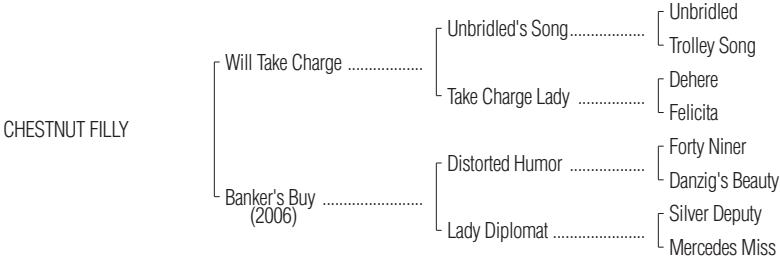 Unbridled
Unbridled's Song..................
Trolley Song
Will Take Charge ..................
Dehere
Take Charge Lady ................
Felicita
CHESTNUT FILLY
Forty Niner
Distorted Humor ..................
Danzig's Beauty
Banker's Buy ........................
(2006)
Silver Deputy
Lady Diplomat ......................
Mercedes Miss